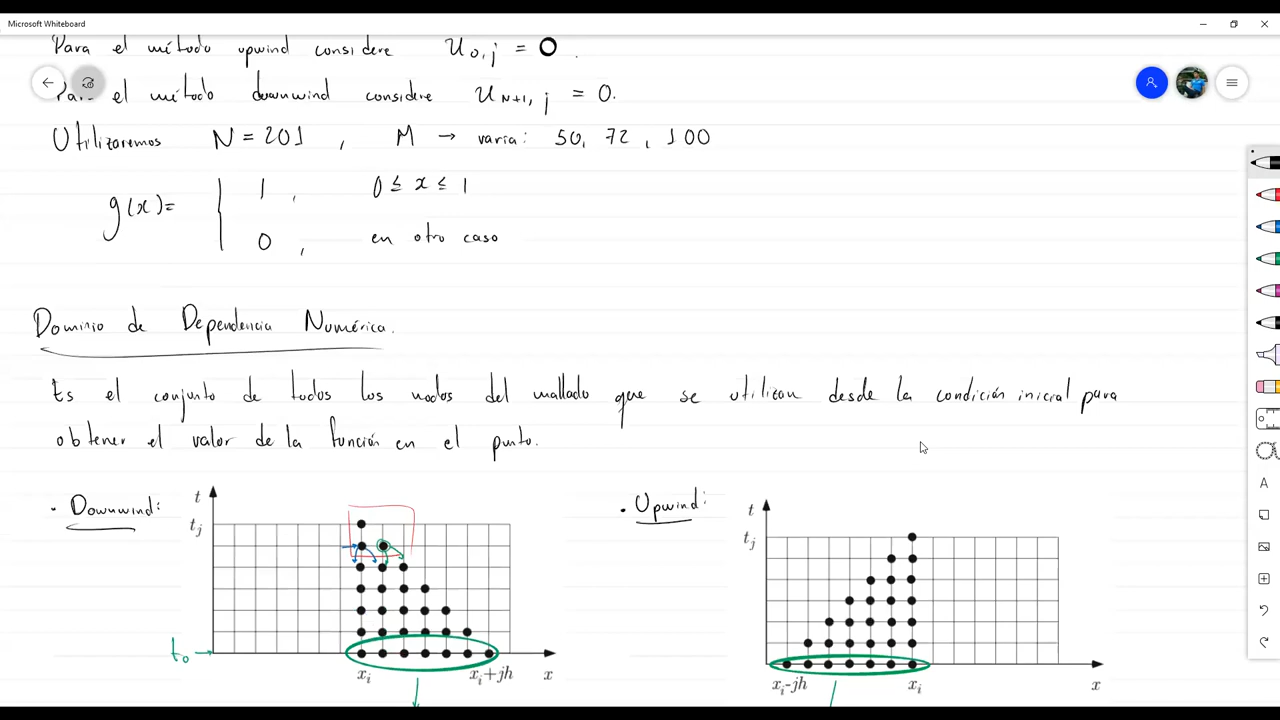 Microsoft Whiteboard
Para el método upwind considere U0,j = 0.
Para el método downwind considere UN+1,j = 0.
Utilizaremos N = 201, M → varia: 50, 72, 100
g(x)= { 1, 0 ≤ x ≤ 1
0, en otro caso
Dominio de Dependencia Numérica.
Es el conjunto de todos los nodos del mallado que se utilizan desde la condición inicial para
obtener el valor de la función en el punto.
· Downwind:
t
tj
t0
xi xi+jh x
· Upwind:
t
tj
xi-jh xi x